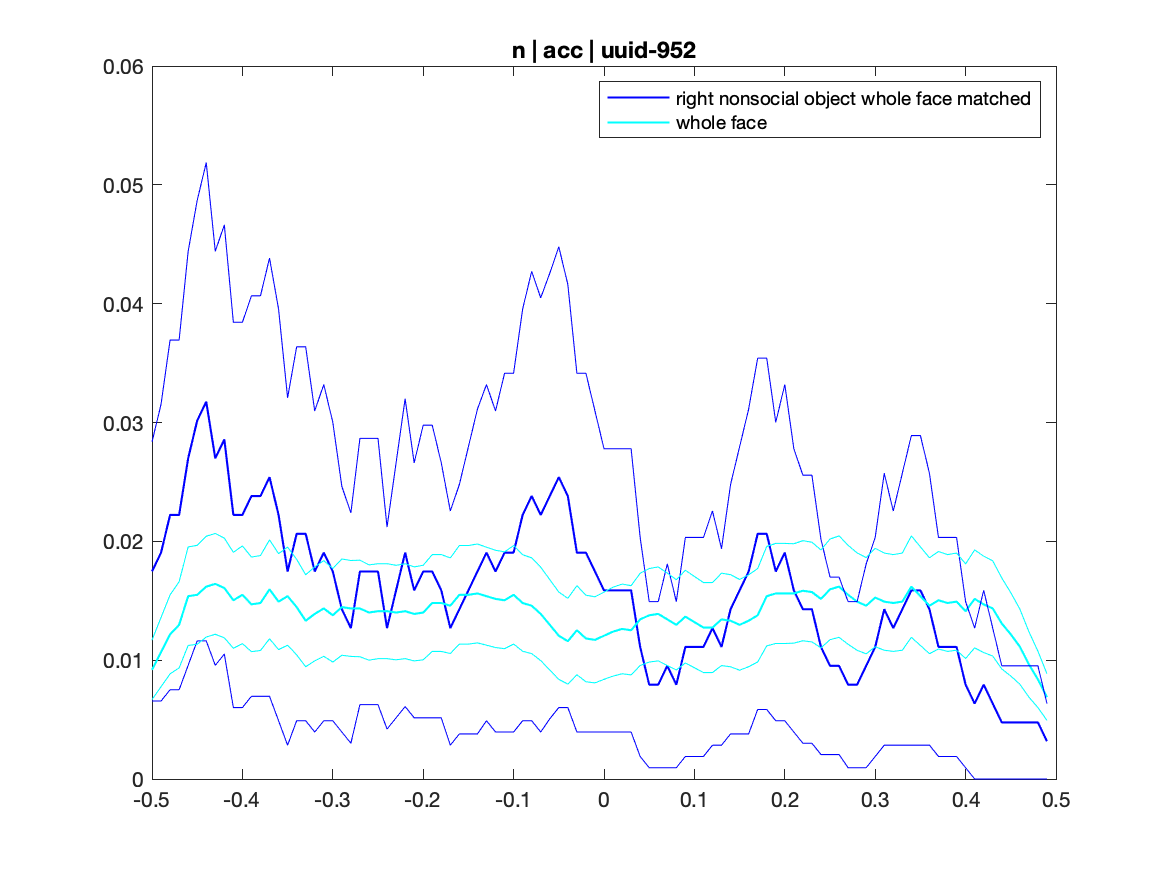 n | acc | uuid-952
0.06
right nonsocial object whole face matched
whole face
0.05
0.04
0.03
0.02
0.01
0
-0.5 -0.4 -0.3 -0.2 -0.1 0 0.1 0.2 0.3 0.4 0.5